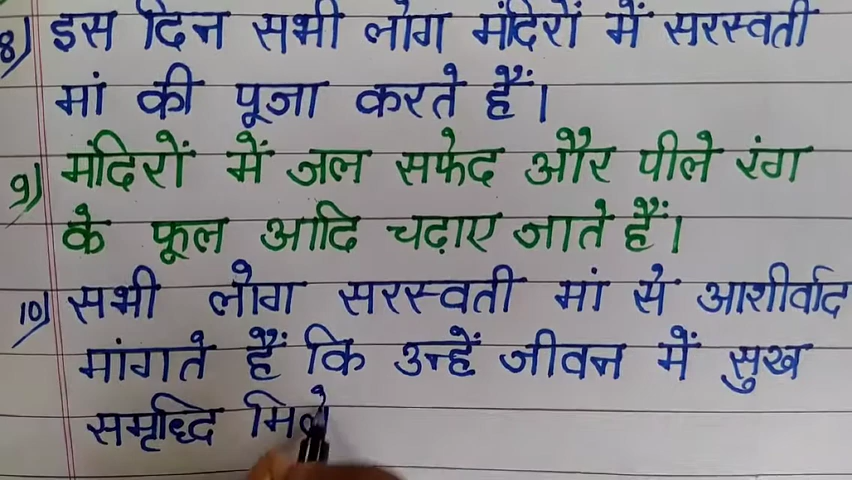 8) इस दिन सभी लोग मंदिरों में सरस्वती
मां की पूजा करते हैं।
9) मंदिरों में जल सफेद और पीले रंग
के फूल आदि चढ़ाए जाते हैं।
10) सभी लोग सरस्वती मां से आशीर्वाद
मांगते हैं कि उन्हें जीवन में सुख
समृध्दि मिले